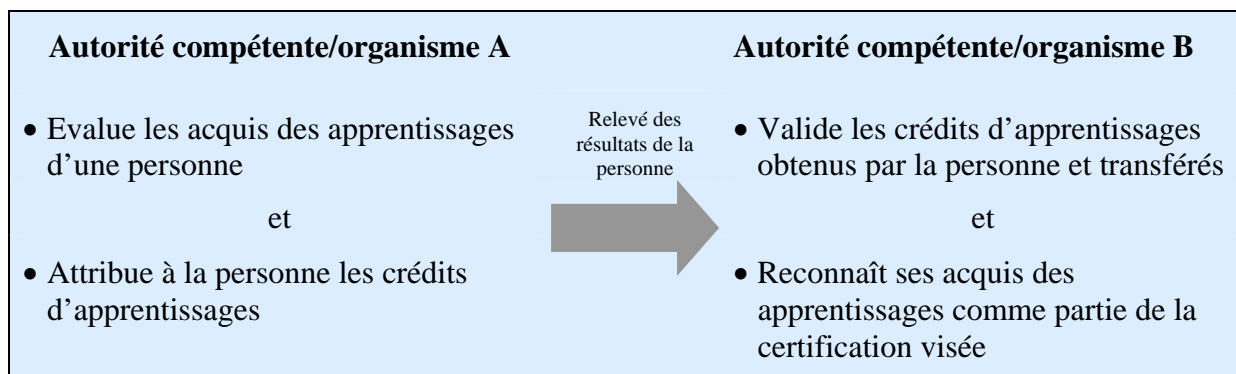 Autorité compétente/organisme A
• Evalue les acquis des apprentissages
d'une personne
et
• Attribue à la personne les crédits
d'apprentissages
Relevé des
résultats de la
personne
Autorité compétente/organisme B
• Valide les crédits d'apprentissages
obtenus par la personne et transférés
et
• Reconnaît ses acquis des
apprentissages comme partie de la
certification visée